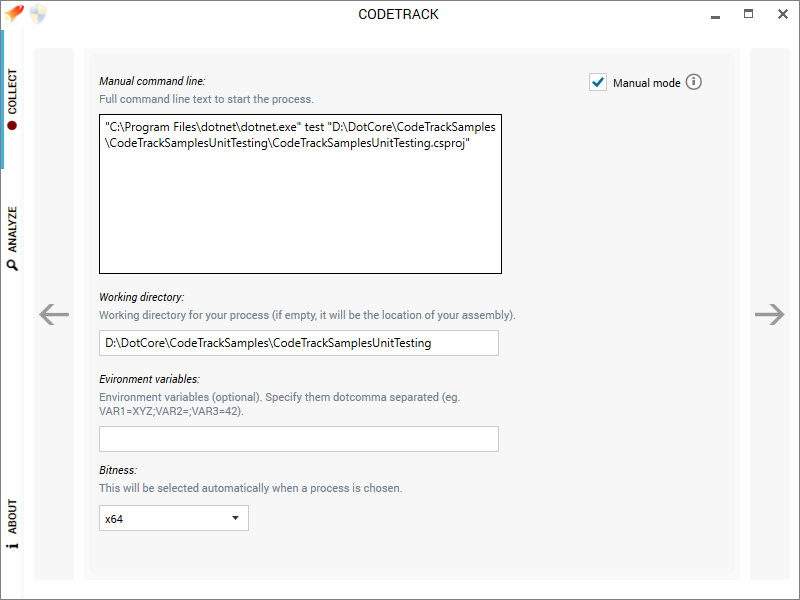 CODETRACK
COLLECT
ANALYZE
ABOUT
Manual command line:
Manual mode
Full command line text to start the process.
"C:\Program Files\dotnet\dotnet.exe" test "D:\DotCore\CodeTrackSamples
\CodeTrackSamplesUnitTesting\CodeTrackSamplesUnitTesting.csproj"
Working directory:
Working directory for your process (if empty, it will be the location of your assembly).
D:\DotCore\CodeTrackSamples\CodeTrackSamplesUnitTesting
Evironment variables:
Environment variables (optional). Specify them dotcomma separated (eg.
VAR1=XYZ;VAR2=;VAR3=42).
Bitness:
This will be selected automatically when a process is chosen.
x64